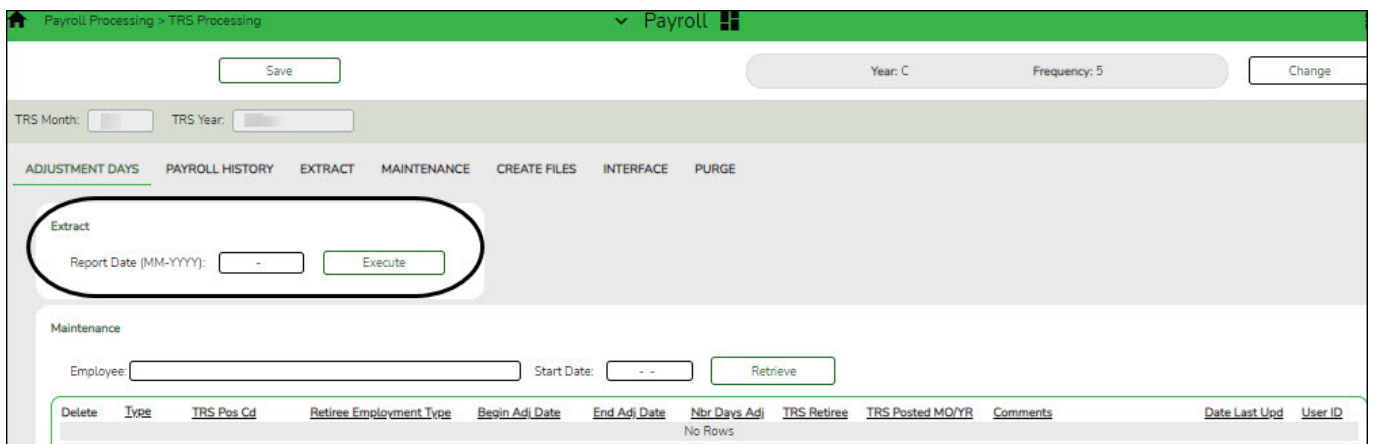 Payroll Processing > TRS Processing
Payroll
Save
Year: C
Frequency: 5
Change
TRS Month:
TRS Year:
ADJUSTMENT DAYS PAYROLL HISTORY EXTRACT MAINTENANCE CREATE FILES INTERFACE PURGE
Extract
Report Date (MM-YYYY): - Execute
Maintenance
Employee: Start Date: - - Retrieve
Delete Type TRS Pos Cd Retiree Employment Type Begin Adj Date End Adj Date Nbr Days Adj TRS Retiree TRS Posted MO/YR Comments Date Last Upd User ID
No Rows